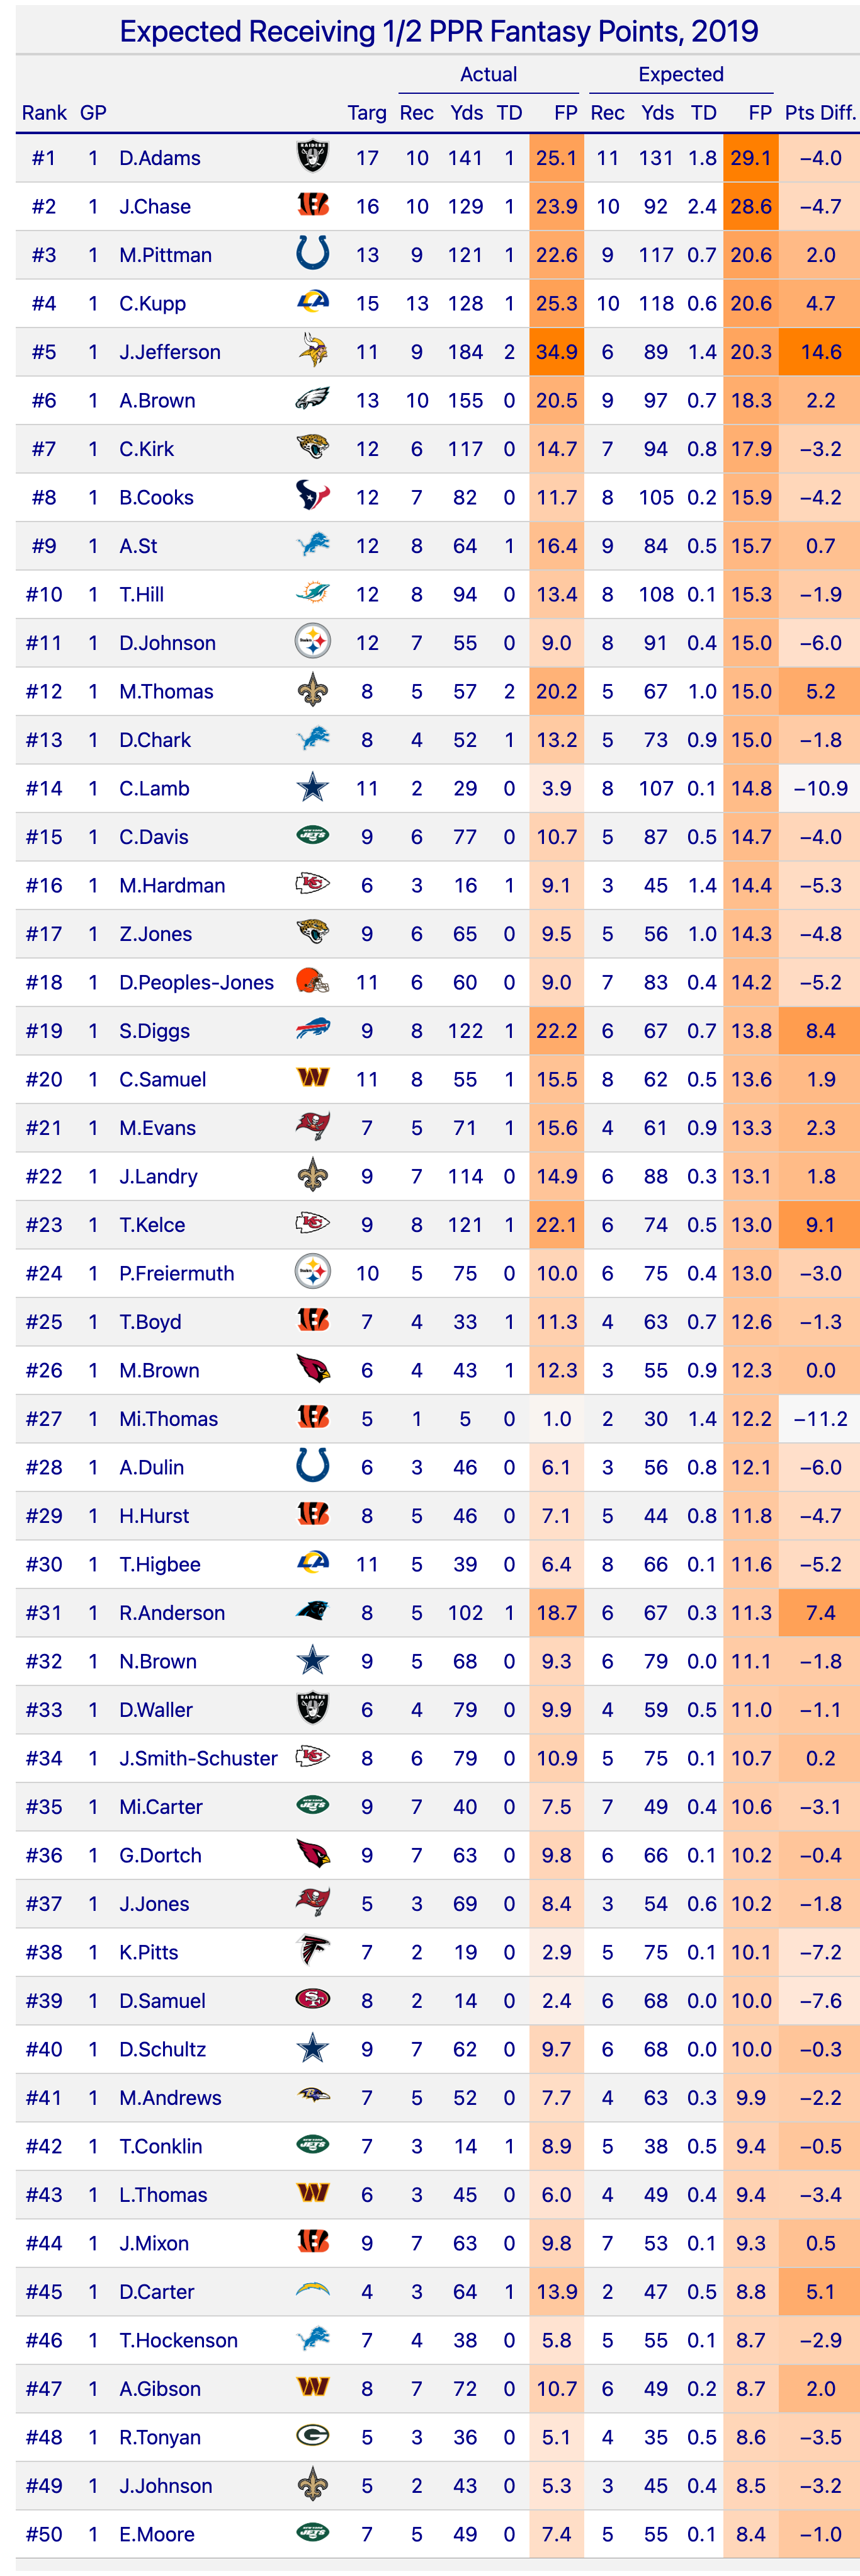 Expected Receiving 1/2 PPR Fantasy Points, 2019
Actual Expected
Rank GP Targ Rec Yds TD FP Rec Yds TD FP Pts Diff.
#1 1 D.Adams RAIDERS 17 10 141 1 25.1 11 131 1.8 29.1 −4.0
#2 1 J.Chase 16 10 129 1 23.9 10 92 2.4 28.6 −4.7
#3 1 M.Pittman 13 9 121 1 22.6 9 117 0.7 20.6 2.0
#4 1 C.Kupp LA 15 13 128 1 25.3 10 118 0.6 20.6 4.7
#5 1 J.Jefferson 11 9 184 2 34.9 6 89 1.4 20.3 14.6
#6 1 A.Brown 13 10 155 0 20.5 9 97 0.7 18.3 2.2
#7 1 C.Kirk 12 6 117 0 14.7 7 94 0.8 17.9 −3.2
#8 1 B.Cooks 12 7 82 0 11.7 8 105 0.2 15.9 −4.2
#9 1 A.St 12 8 64 1 16.4 9 84 0.5 15.7 0.7
#10 1 T.Hill 12 8 94 0 13.4 8 108 0.1 15.3 −1.9
#11 1 D.Johnson Steelers 12 7 55 0 9.0 8 91 0.4 15.0 −6.0
#12 1 M.Thomas 8 5 57 2 20.2 5 67 1.0 15.0 5.2
#13 1 D.Chark 8 4 52 1 13.2 5 73 0.9 15.0 −1.8
#14 1 C.Lamb 11 2 29 0 3.9 8 107 0.1 14.8 −10.9
#15 1 C.Davis JETS 9 6 77 0 10.7 5 87 0.5 14.7 −4.0
#16 1 M.Hardman KC 6 3 16 1 9.1 3 45 1.4 14.4 −5.3
#17 1 Z.Jones 9 6 65 0 9.5 5 56 1.0 14.3 −4.8
#18 1 D.Peoples-Jones 11 6 60 0 9.0 7 83 0.4 14.2 −5.2
#19 1 S.Diggs 9 8 122 1 22.2 6 67 0.7 13.8 8.4
#20 1 C.Samuel W 11 8 55 1 15.5 8 62 0.5 13.6 1.9
#21 1 M.Evans 7 5 71 1 15.6 4 61 0.9 13.3 2.3
#22 1 J.Landry 9 7 114 0 14.9 6 88 0.3 13.1 1.8
#23 1 T.Kelce KC 9 8 121 1 22.1 6 74 0.5 13.0 9.1
#24 1 P.Freiermuth Steelers 10 5 75 0 10.0 6 75 0.4 13.0 −3.0
#25 1 T.Boyd 7 4 33 1 11.3 4 63 0.7 12.6 −1.3
#26 1 M.Brown 6 4 43 1 12.3 3 55 0.9 12.3 0.0
#27 1 Mi.Thomas 5 1 5 0 1.0 2 30 1.4 12.2 −11.2
#28 1 A.Dulin 6 3 46 0 6.1 3 56 0.8 12.1 −6.0
#29 1 H.Hurst 8 5 46 0 7.1 5 44 0.8 11.8 −4.7
#30 1 T.Higbee LA 11 5 39 0 6.4 8 66 0.1 11.6 −5.2
#31 1 R.Anderson 8 5 102 1 18.7 6 67 0.3 11.3 7.4
#32 1 N.Brown 9 5 68 0 9.3 6 79 0.0 11.1 −1.8
#33 1 D.Waller RAIDERS 6 4 79 0 9.9 4 59 0.5 11.0 −1.1
#34 1 J.Smith-Schuster KC 8 6 79 0 10.9 5 75 0.1 10.7 0.2
#35 1 Mi.Carter JETS 9 7 40 0 7.5 7 49 0.4 10.6 −3.1
#36 1 G.Dortch 9 7 63 0 9.8 6 66 0.1 10.2 −0.4
#37 1 J.Jones 5 3 69 0 8.4 3 54 0.6 10.2 −1.8
#38 1 K.Pitts 7 2 19 0 2.9 5 75 0.1 10.1 −7.2
#39 1 D.Samuel SF 8 2 14 0 2.4 6 68 0.0 10.0 −7.6
#40 1 D.Schultz 9 7 62 0 9.7 6 68 0.0 10.0 −0.3
#41 1 M.Andrews 7 5 52 0 7.7 4 63 0.3 9.9 −2.2
#42 1 T.Conklin JETS 7 3 14 1 8.9 5 38 0.5 9.4 −0.5
#43 1 L.Thomas W 6 3 45 0 6.0 4 49 0.4 9.4 −3.4
#44 1 J.Mixon 9 7 63 0 9.8 7 53 0.1 9.3 0.5
#45 1 D.Carter 4 3 64 1 13.9 2 47 0.5 8.8 5.1
#46 1 T.Hockenson 7 4 38 0 5.8 5 55 0.1 8.7 −2.9
#47 1 A.Gibson W 8 7 72 0 10.7 6 49 0.2 8.7 2.0
#48 1 R.Tonyan G 5 3 36 0 5.1 4 35 0.5 8.6 −3.5
#49 1 J.Johnson 5 2 43 0 5.3 3 45 0.4 8.5 −3.2
#50 1 E.Moore JETS 7 5 49 0 7.4 5 55 0.1 8.4 −1.0